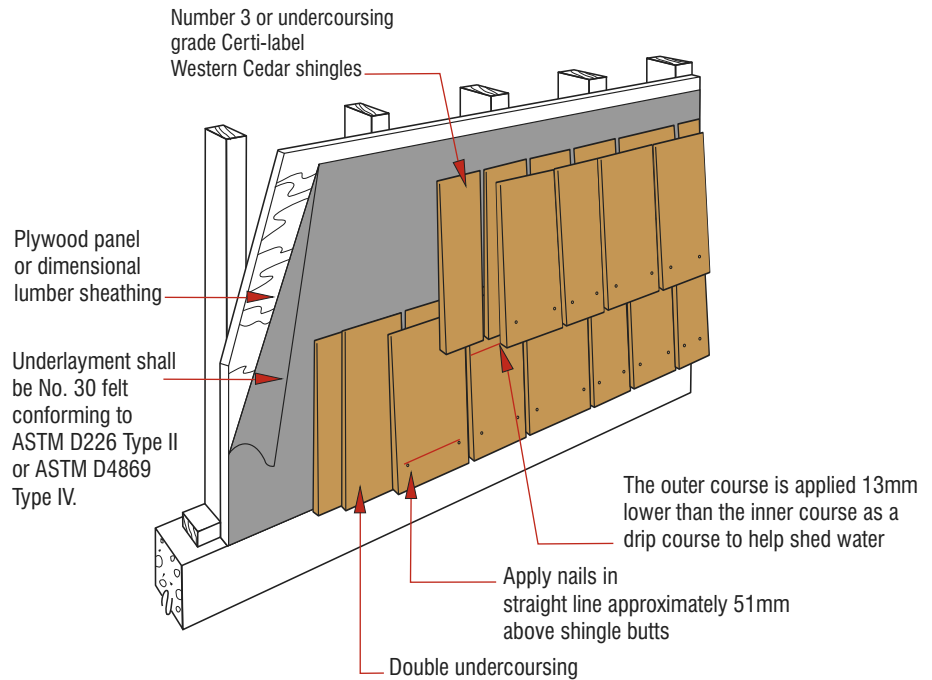 Number 3 or undercoursing
grade Certi-label
Western Cedar shingles
Plywood panel
or dimensional
lumber sheathing
Underlayment shall
be No. 30 felt
conforming to
ASTM D226 Type II
or ASTM D4869
Type IV.
The outer course is applied 13mm
lower than the inner course as a
drip course to help shed water
Apply nails in
straight line approximately 51mm
above shingle butts
Double undercoursing